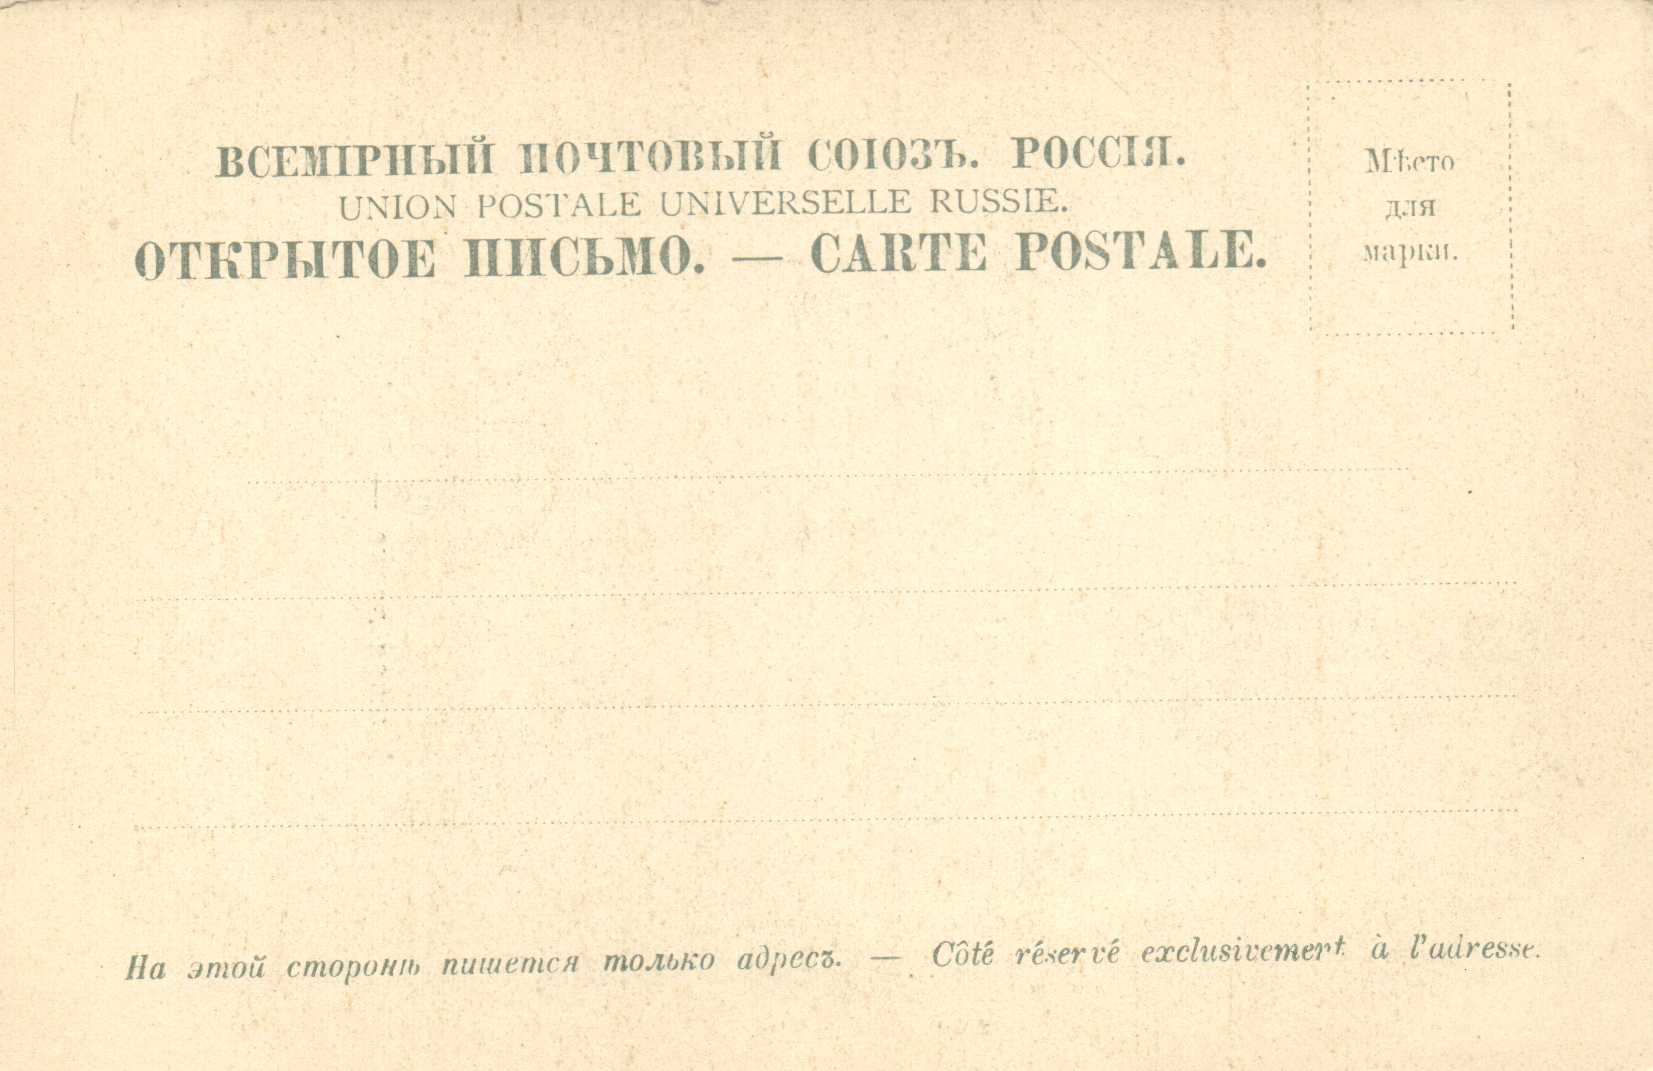 ВСЕМІРНЫЙ ПОЧТОВЫЙ СОЮЗЪ. РОССІЯ.
UNION POSTALE UNIVERSELLE RUSSIE.
ОТКРЫТОЕ ПИСЬМО. — CARTE POSTALE.
Мѣсто
для
марки.
На этой сторонѣ пишется только адресъ. — Côté réservé exclusivement à l'adresse.